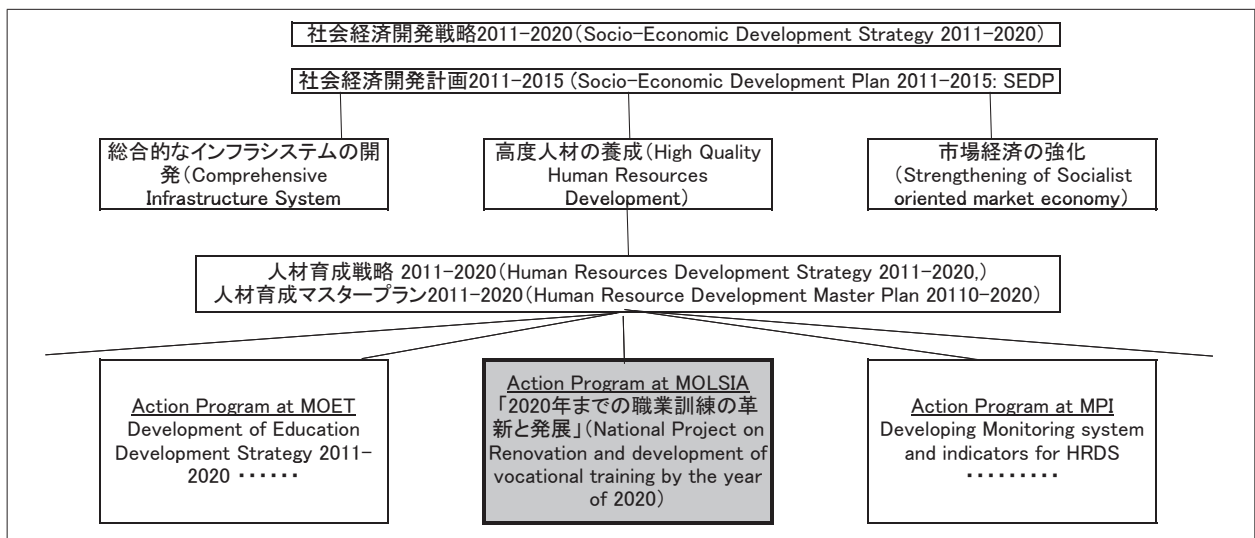 社会経済開発戦略2011-2020(Socio-Economic Development Strategy 2011-2020)
社会経済開発計画2011-2015 (Socio-Economic Development Plan 2011-2015: SEDP
総合的なインフラシステムの開
発(Comprehensive
Infrastructure System
高度人材の養成(High Quality
Human Resources
Development)
市場経済の強化
(Strengthening of Socialist
oriented market economy)
人材育成戦略 2011-2020(Human Resources Development Strategy 2011-2020,)
人材育成マスタープラン2011-2020(Human Resource Development Master Plan 20110-2020)
Action Program at MOET
Development of Education
Development Strategy 2011-
2020 ・・・・・・
Action Program at MOLSIA
「2020年までの職業訓練の革
新と発展」(National Project on
Renovation and development of
vocational training by the year
of 2020)
Action Program at MPI
Developing Monitoring system
and indicators for HRDS
・・・・・・・・・